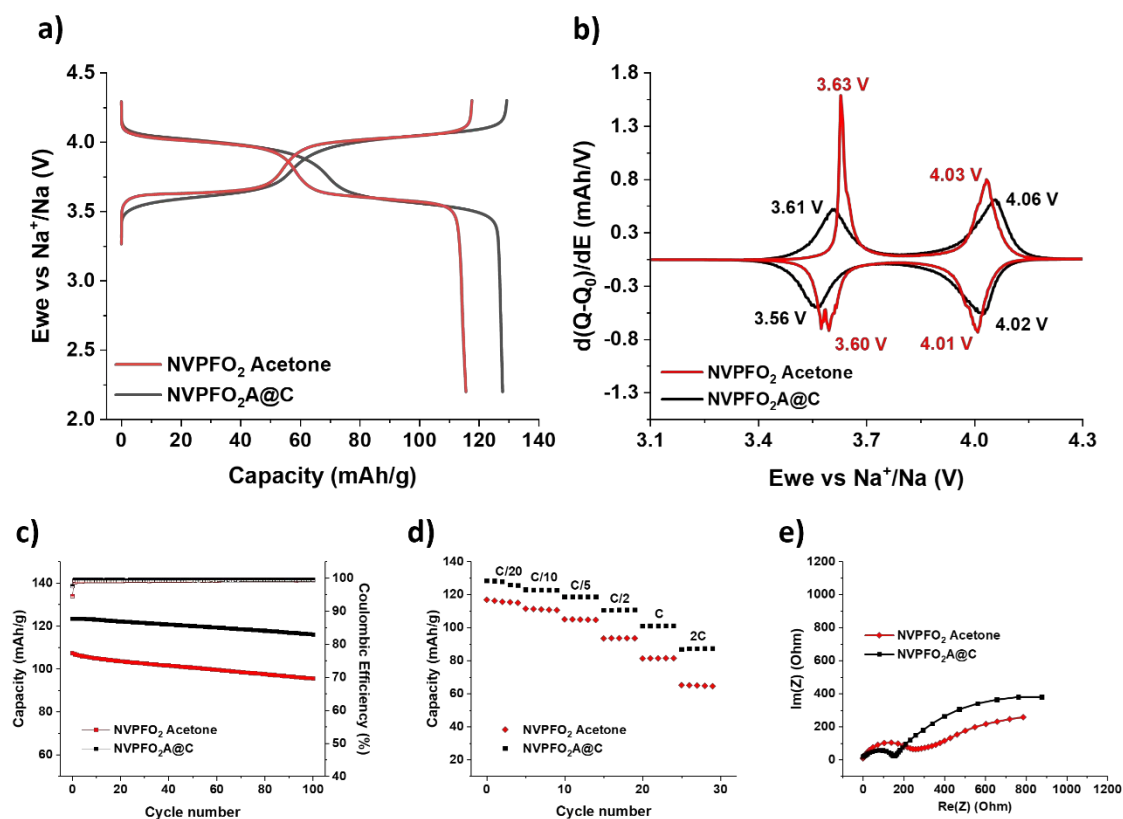 a)
4.5
4.0
3.5
3.0
2.5
2.0
Ewe vs Na⁺/Na (V)
NVPFO₂ Acetone
NVPFO₂A@C
0 20 40 60 80 100 120 140
Capacity (mAh/g)
b)
1.8
1.3
0.8
0.3
-0.3
-0.8
-1.3
d(Q-Q₀)/dE (mAh/V)
3.63 V
4.03 V
3.61 V
4.06 V
3.56 V
4.02 V
3.60 V
4.01 V
NVPFO₂ Acetone
NVPFO₂A@C
3.1 3.4 3.7 4.0 4.3
Ewe vs Na⁺/Na (V)
c)
140
120
100
80
60
Capacity (mAh/g)
100
90
80
70
60
50
40
Coulombic Efficiency (%)
NVPFO₂ Acetone
NVPFO₂A@C
0 20 40 60 80 100
Cycle number
d)
140
120
100
80
60
40
20
0
Capacity (mAh/g)
C/20
C/10
C/5
C/2
C
2C
NVPFO₂ Acetone
NVPFO₂A@C
0 10 20 30
Cycle number
e)
1200
1000
800
600
400
200
0
Im(Z) (Ohm)
NVPFO₂ Acetone
NVPFO₂A@C
0 200 400 600 800 1000 1200
Re(Z) (Ohm)